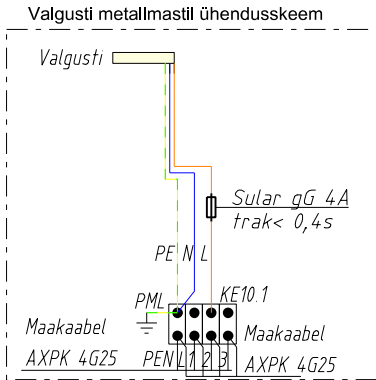 Valgusti metallmastil ühendusskeem
Valgusti
Sular gG 4A
trak< 0,4s
PE N L
PML
KE10.1
Maakaabel
Maakaabel
AXPK 4G25
PEN L1 2 3
AXPK 4G25